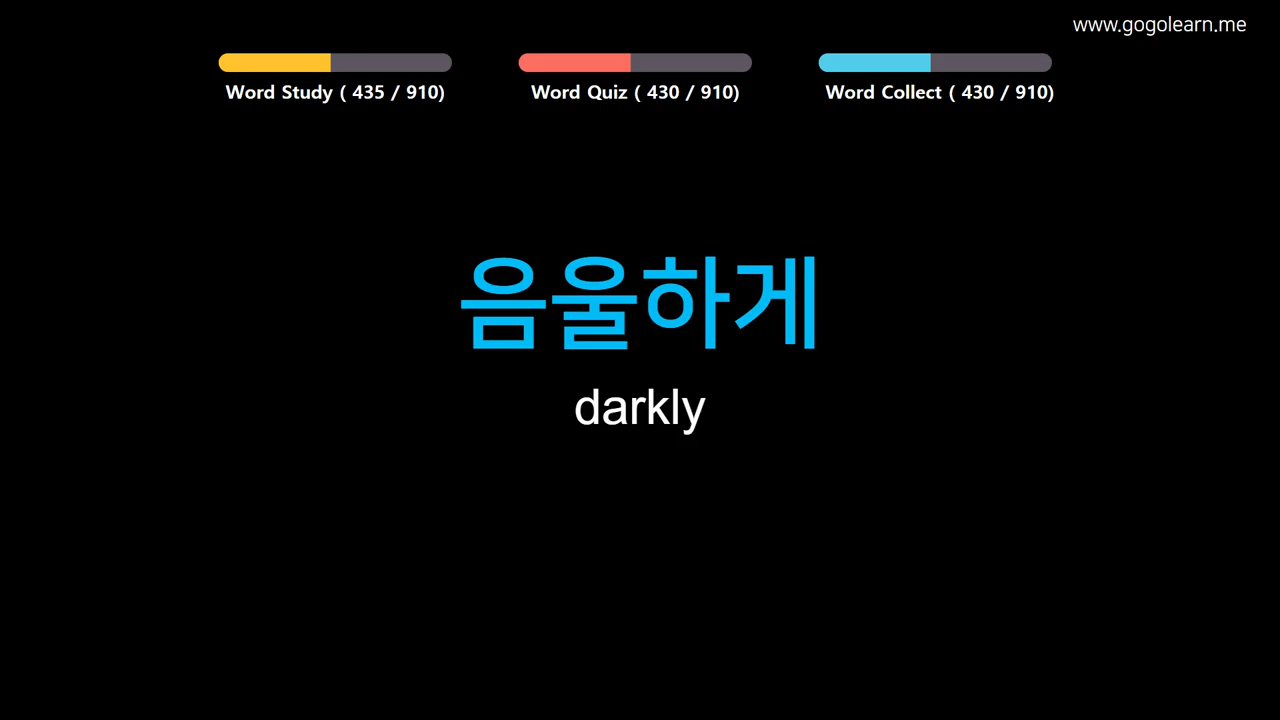 www.gogolearn.me
Word Study ( 435 / 910)
Word Quiz ( 430 / 910)
Word Collect ( 430 / 910)
음울하게
darkly